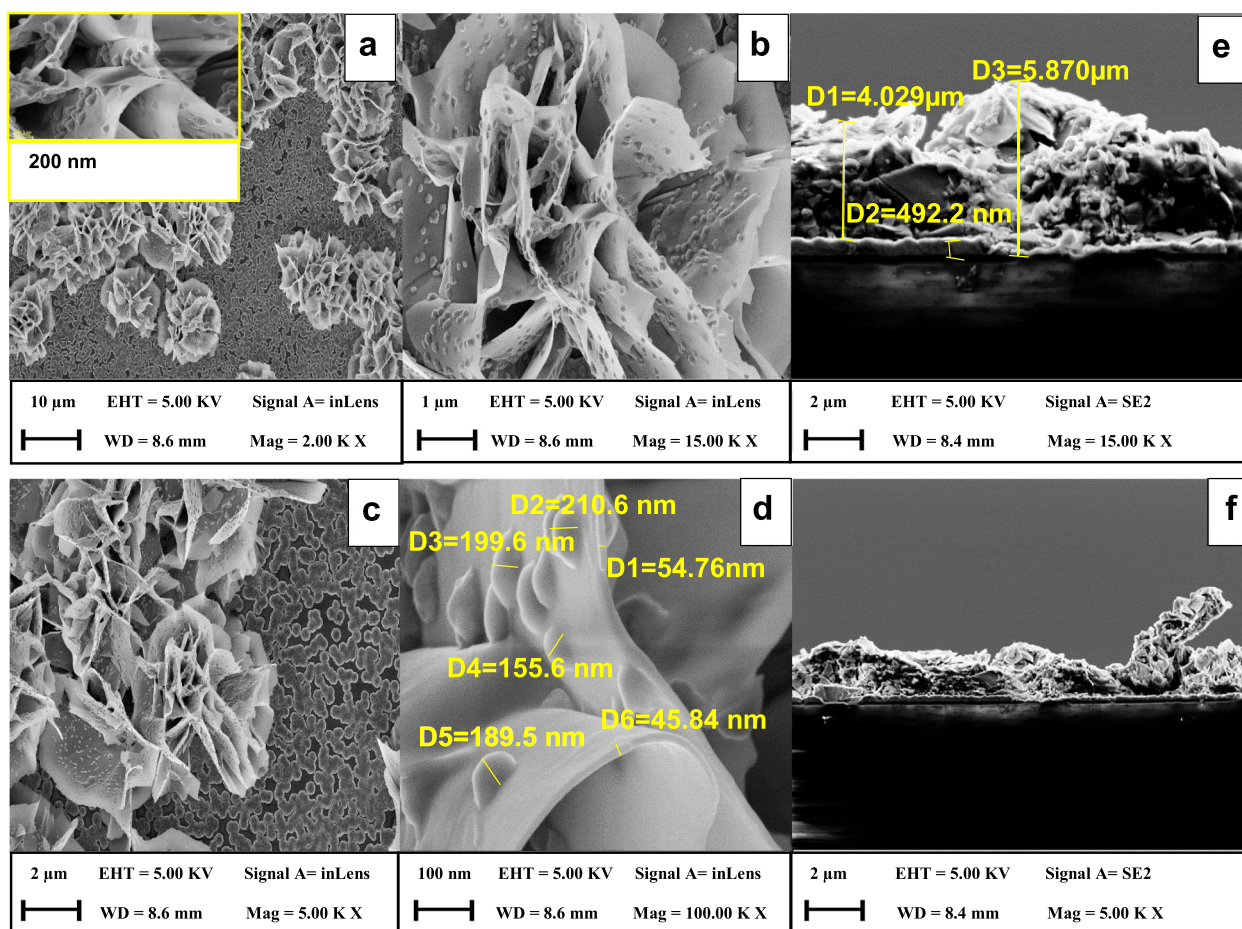 a
200 nm
b
e
D3=5.870µm
D1=4.029µm
D2=492.2 nm
10 µm EHT = 5.00 KV Signal A= inLens
WD = 8.6 mm Mag = 2.00 K X
1 µm EHT = 5.00 KV Signal A= inLens
WD = 8.6 mm Mag = 15.00 K X
2 µm EHT = 5.00 KV Signal A= SE2
WD = 8.4 mm Mag = 15.00 K X
c
d
D2=210.6 nm
D3=199.6 nm
D1=54.76nm
D4=155.6 nm
D6=45.84 nm
D5=189.5 nm
f
2 µm EHT = 5.00 KV Signal A= inLens
WD = 8.6 mm Mag = 5.00 K X
100 nm EHT = 5.00 KV Signal A= inLens
WD = 8.6 mm Mag = 100.00 K X
2 µm EHT = 5.00 KV Signal A= SE2
WD = 8.4 mm Mag = 5.00 K X